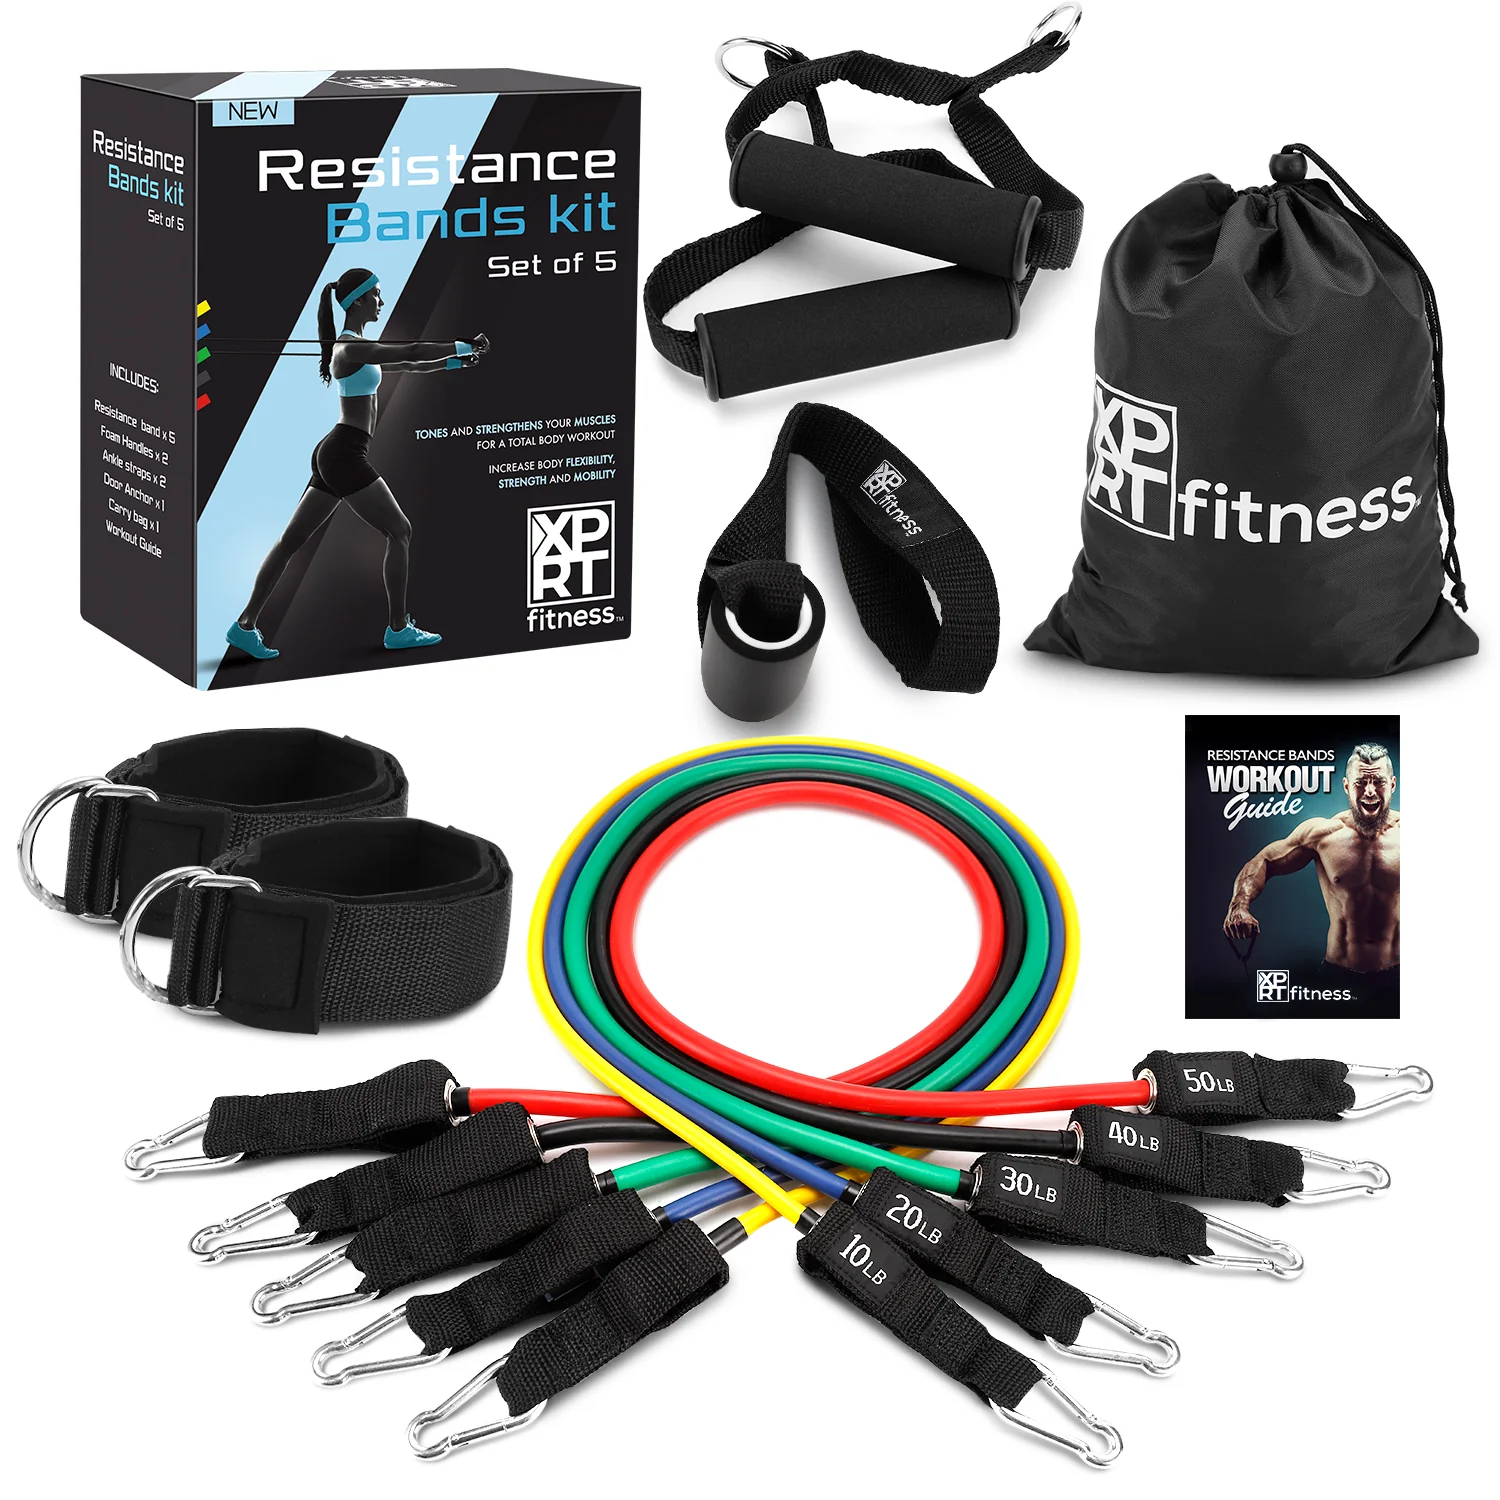 NEW
Resistance
Bands kit
Set of 5
TONES AND STRENGTHENS YOUR MUSCLES
FOR A TOTAL BODY WORKOUT
INCREASE BODY FLEXIBILITY,
STRENGTH AND MOBILITY
XP
RT
fitness™
Resistance
Bands kit
Set of 5
INCLUDES:
Resistance band x 5
Foam Handles x 2
Ankle straps x 2
Door Anchor x 1
Carry bag x 1
Workout Guide
XP
RT fitness
XP
RT fitness™
RESISTANCE BANDS
WORKOUT
Guide
XP
RT fitness
50LB
40LB
30LB
20LB
10LB